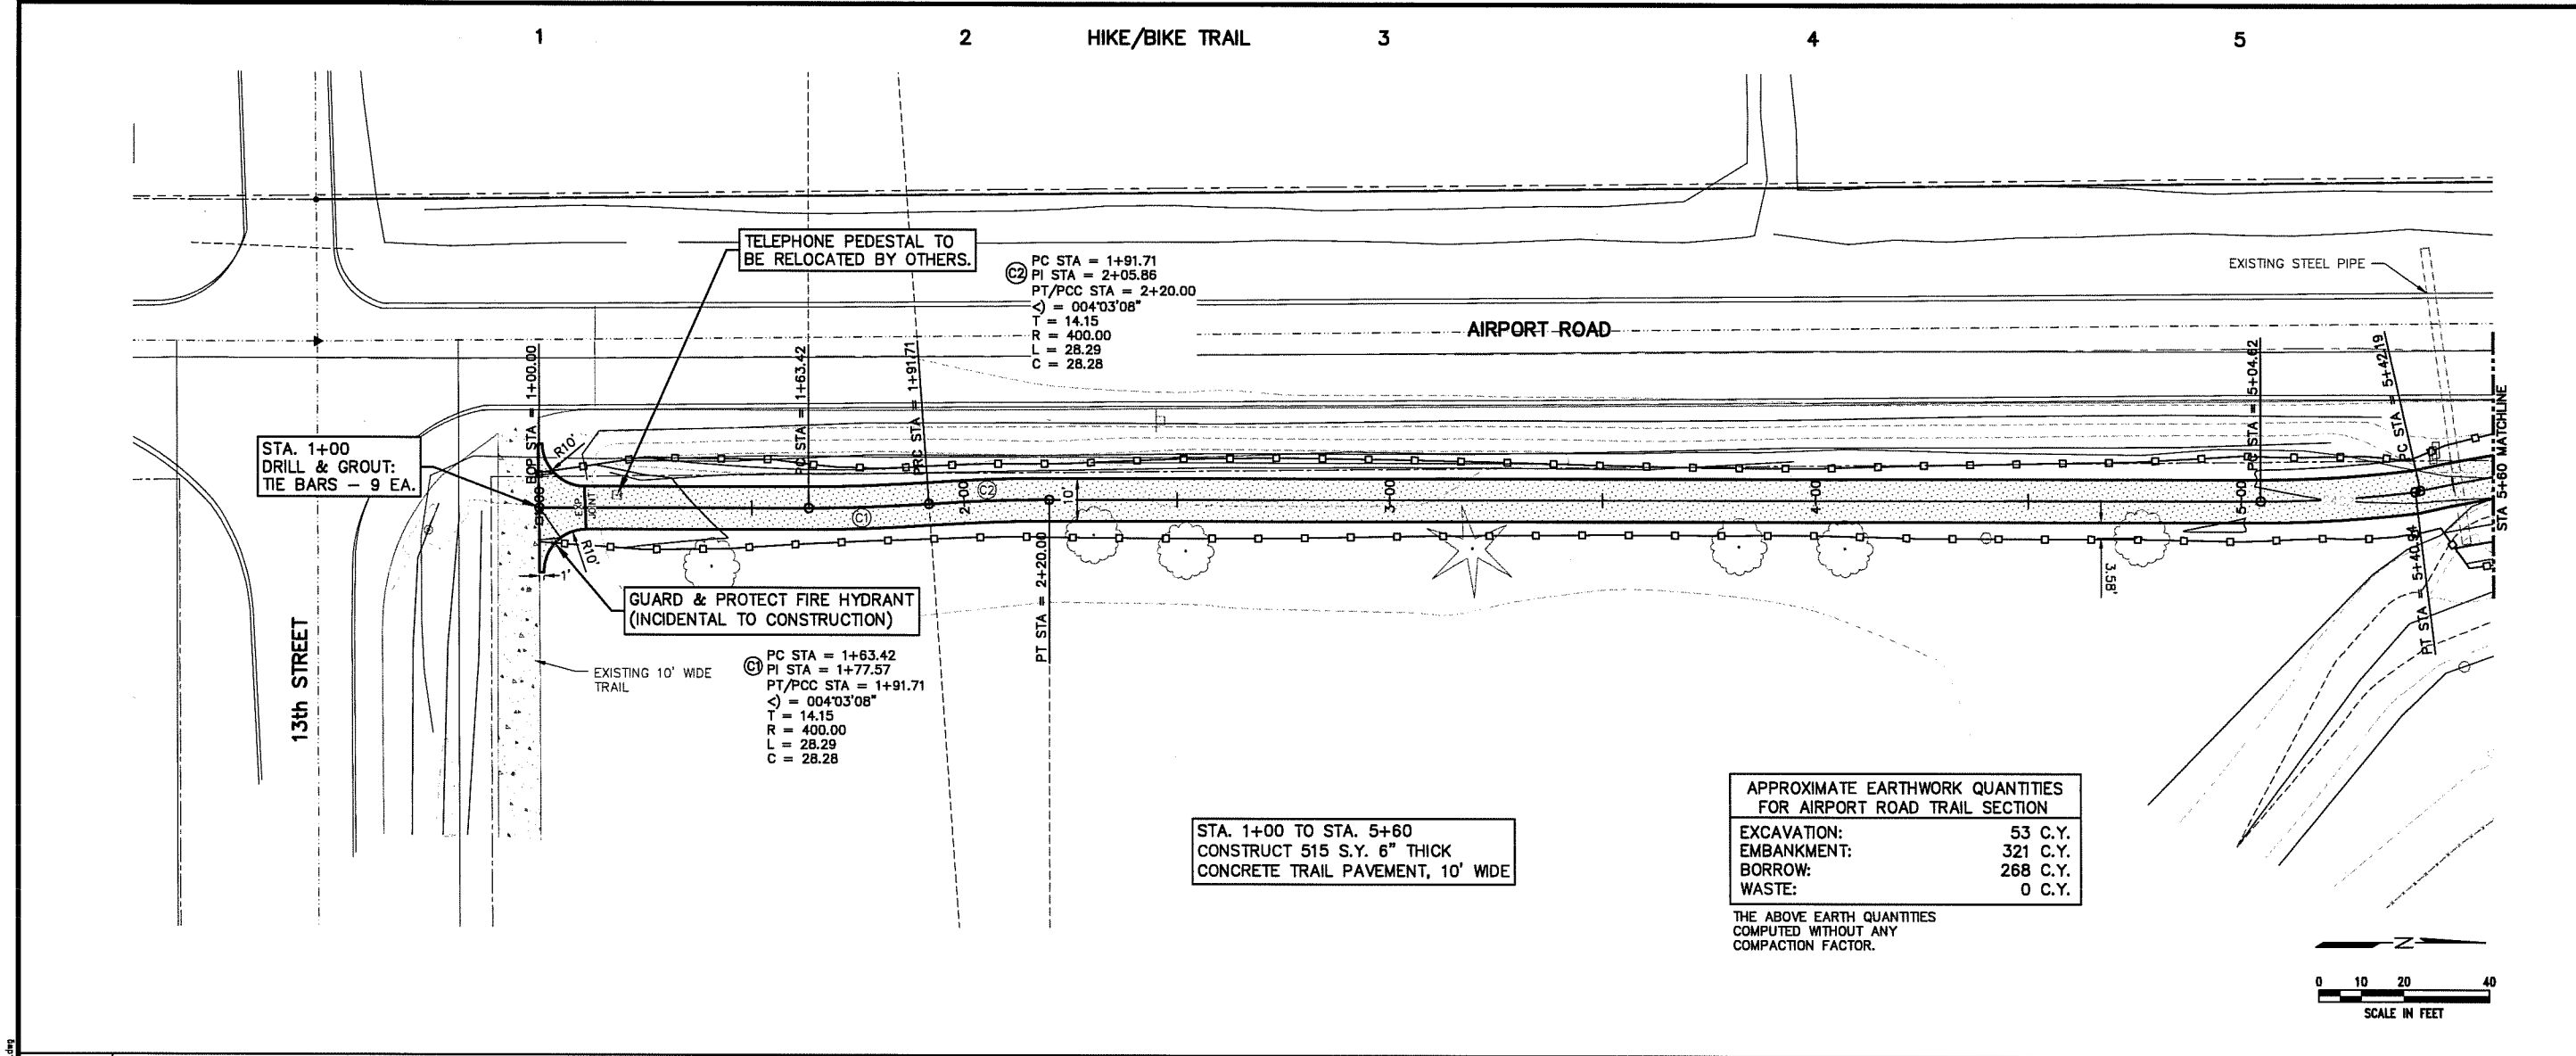 1
2
HIKE/BIKE TRAIL
3
4
5
TELEPHONE PEDESTAL TO
BE RELOCATED BY OTHERS.
C2
PC STA = 1+91.71
PI STA = 2+05.86
PT/PCC STA = 2+20.00
<) = 004°03'08"
T = 14.15
R = 400.00
L = 28.29
C = 28.28
EXISTING STEEL PIPE
AIRPORT ROAD
BOP STA = 1+00.00
PC STA = 1+63.42
PRC STA = 1+91.71
PC STA = 5+04.62
PC STA = 5+42.19
STA 5+60 MATCHLINE
STA. 1+00
DRILL & GROUT:
TIE BARS – 9 EA.
R10'
EXP.
JOINT
2+00
C2
10'
3+00
4+00
5+00
C1
R10'
1'
3.58'
PT STA = 2+20.00
PT STA = 5+40.94
GUARD & PROTECT FIRE HYDRANT
(INCIDENTAL TO CONSTRUCTION)
13th STREET
EXISTING 10' WIDE
TRAIL
C1
PC STA = 1+63.42
PI STA = 1+77.57
PT/PCC STA = 1+91.71
<) = 004°03'08"
T = 14.15
R = 400.00
L = 28.29
C = 28.28
STA. 1+00 TO STA. 5+60
CONSTRUCT 515 S.Y. 6" THICK
CONCRETE TRAIL PAVEMENT, 10' WIDE
APPROXIMATE EARTHWORK QUANTITIES
FOR AIRPORT ROAD TRAIL SECTION
EXCAVATION: 53 C.Y.
EMBANKMENT: 321 C.Y.
BORROW: 268 C.Y.
WASTE: 0 C.Y.
THE ABOVE EARTH QUANTITIES
COMPUTED WITHOUT ANY
COMPACTION FACTOR.
N
0 10 20 40
SCALE IN FEET
.dwg